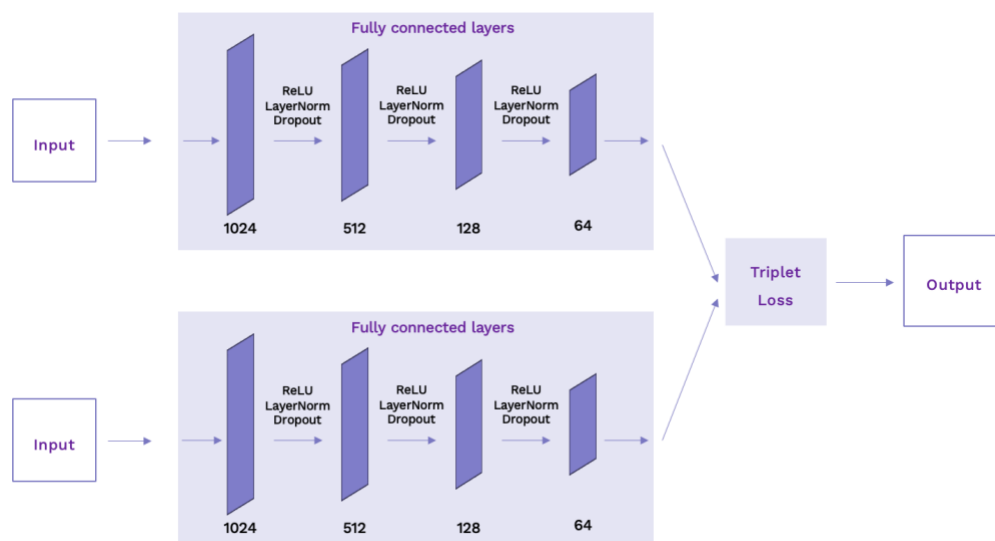 Fully connected layers
Input
ReLU
LayerNorm
Dropout
ReLU
LayerNorm
Dropout
ReLU
LayerNorm
Dropout
1024
512
128
64
Triplet
Loss
Output
Fully connected layers
Input
ReLU
LayerNorm
Dropout
ReLU
LayerNorm
Dropout
ReLU
LayerNorm
Dropout
1024
512
128
64